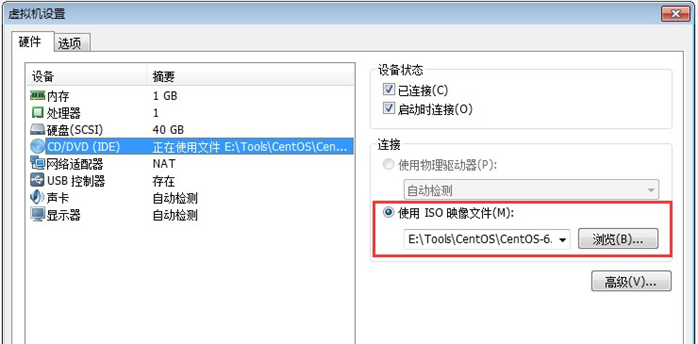 虚拟机设置
硬件 选项
设备 摘要
内存 1 GB
处理器 1
硬盘(SCSI) 40 GB
CD/DVD (IDE) 正在使用文件 E:\Tools\CentOS\Cen...
网络适配器 NAT
USB 控制器 存在
声卡 自动检测
显示器 自动检测
设备状态
已连接(C)
启动时连接(O)
连接
使用物理驱动器(P):
自动检测
使用 ISO 映像文件(M):
E:\Tools\CentOS\CentOS-6. 浏览(B)...
高级(V)...